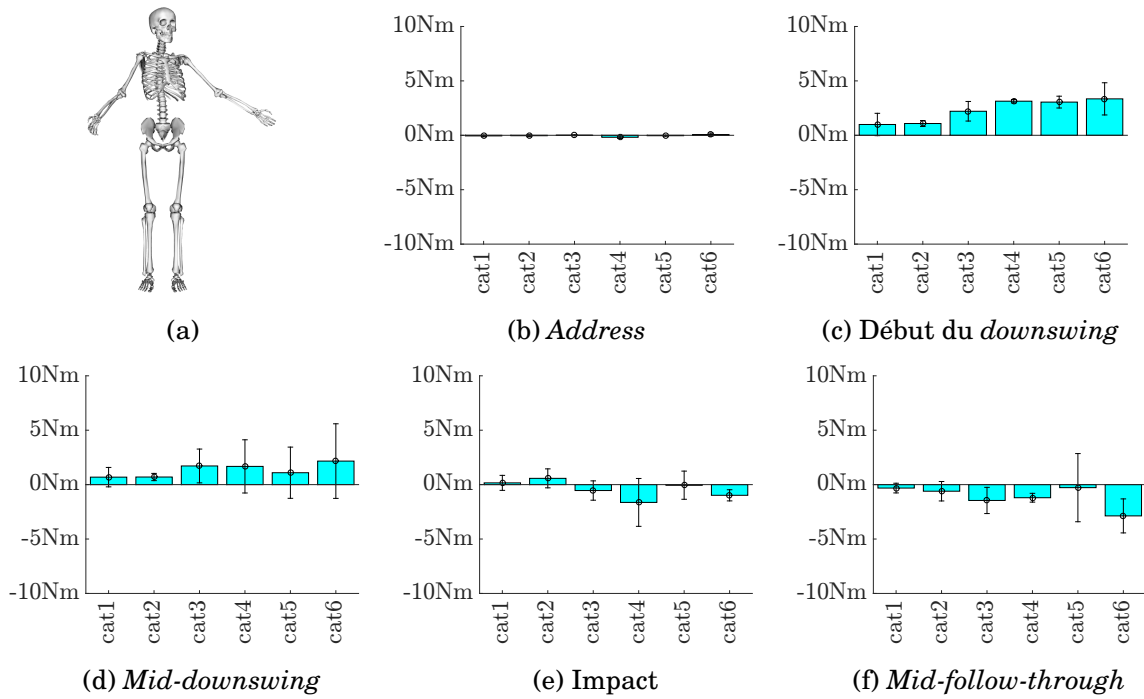 10Nm
5Nm
0Nm
-5Nm
-10Nm
cat1
cat2
cat3
cat4
cat5
cat6
10Nm
5Nm
0Nm
-5Nm
-10Nm
cat1
cat2
cat3
cat4
cat5
cat6
(a)
(b) Address
(c) Début du downswing
10Nm
5Nm
0Nm
-5Nm
-10Nm
cat1
cat2
cat3
cat4
cat5
cat6
10Nm
5Nm
0Nm
-5Nm
-10Nm
cat1
cat2
cat3
cat4
cat5
cat6
10Nm
5Nm
0Nm
-5Nm
-10Nm
cat1
cat2
cat3
cat4
cat5
cat6
(d) Mid-downswing
(e) Impact
(f) Mid-follow-through